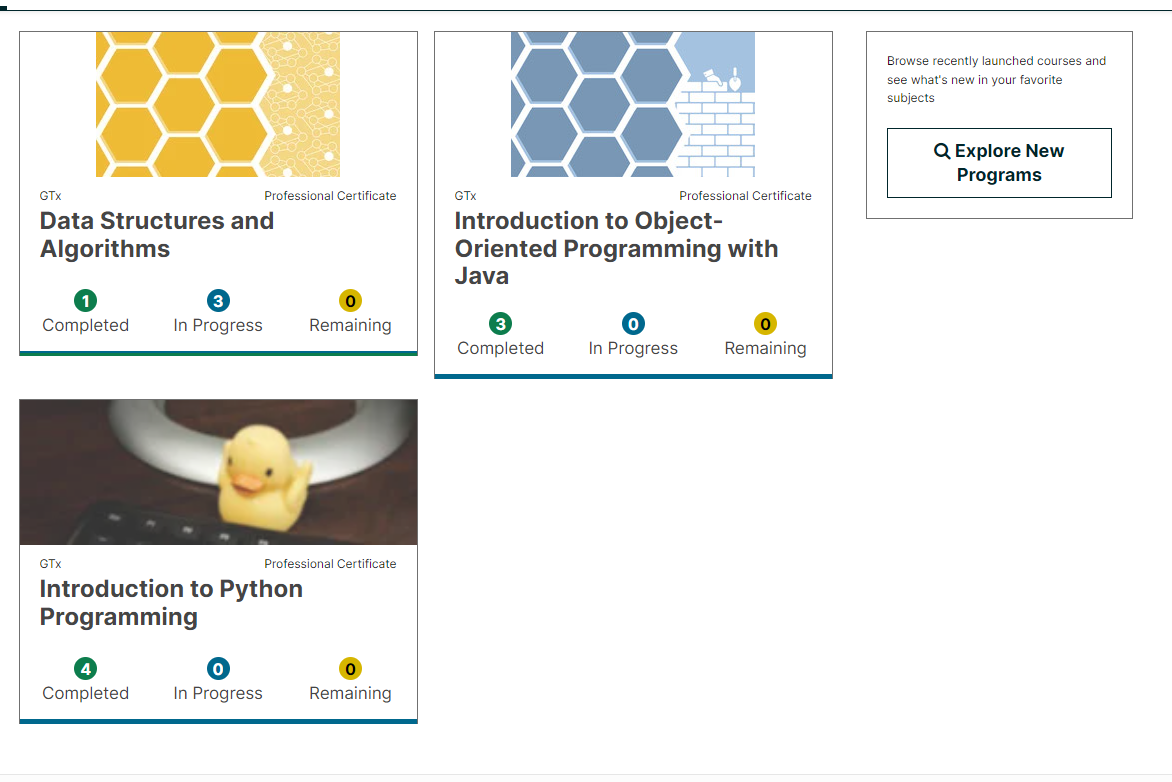 GTx Professional Certificate
Data Structures and
Algorithms
1 3 0
Completed In Progress Remaining
GTx Professional Certificate
Introduction to Object-
Oriented Programming with
Java
3 0 0
Completed In Progress Remaining
Browse recently launched courses and
see what's new in your favorite
subjects
Explore New
Programs
GTx Professional Certificate
Introduction to Python
Programming
4 0 0
Completed In Progress Remaining